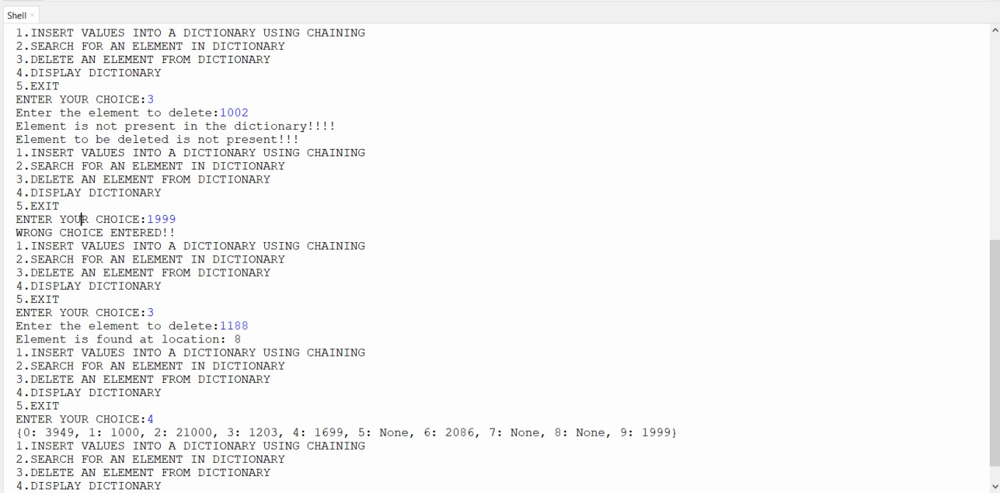 Shell ×
1.INSERT VALUES INTO A DICTIONARY USING CHAINING
2.SEARCH FOR AN ELEMENT IN DICTIONARY
3.DELETE AN ELEMENT FROM DICTIONARY
4.DISPLAY DICTIONARY
5.EXIT
ENTER YOUR CHOICE:3
Enter the element to delete:1002
Element is not present in the dictionary!!!!
Element to be deleted is not present!!!
1.INSERT VALUES INTO A DICTIONARY USING CHAINING
2.SEARCH FOR AN ELEMENT IN DICTIONARY
3.DELETE AN ELEMENT FROM DICTIONARY
4.DISPLAY DICTIONARY
5.EXIT
ENTER YOUR CHOICE:1999
WRONG CHOICE ENTERED!!
1.INSERT VALUES INTO A DICTIONARY USING CHAINING
2.SEARCH FOR AN ELEMENT IN DICTIONARY
3.DELETE AN ELEMENT FROM DICTIONARY
4.DISPLAY DICTIONARY
5.EXIT
ENTER YOUR CHOICE:3
Enter the element to delete:1188
Element is found at location: 8
1.INSERT VALUES INTO A DICTIONARY USING CHAINING
2.SEARCH FOR AN ELEMENT IN DICTIONARY
3.DELETE AN ELEMENT FROM DICTIONARY
4.DISPLAY DICTIONARY
5.EXIT
ENTER YOUR CHOICE:4
{0: 3949, 1: 1000, 2: 21000, 3: 1203, 4: 1699, 5: None, 6: 2086, 7: None, 8: None, 9: 1999}
1.INSERT VALUES INTO A DICTIONARY USING CHAINING
2.SEARCH FOR AN ELEMENT IN DICTIONARY
3.DELETE AN ELEMENT FROM DICTIONARY
4.DISPLAY DICTIONARY